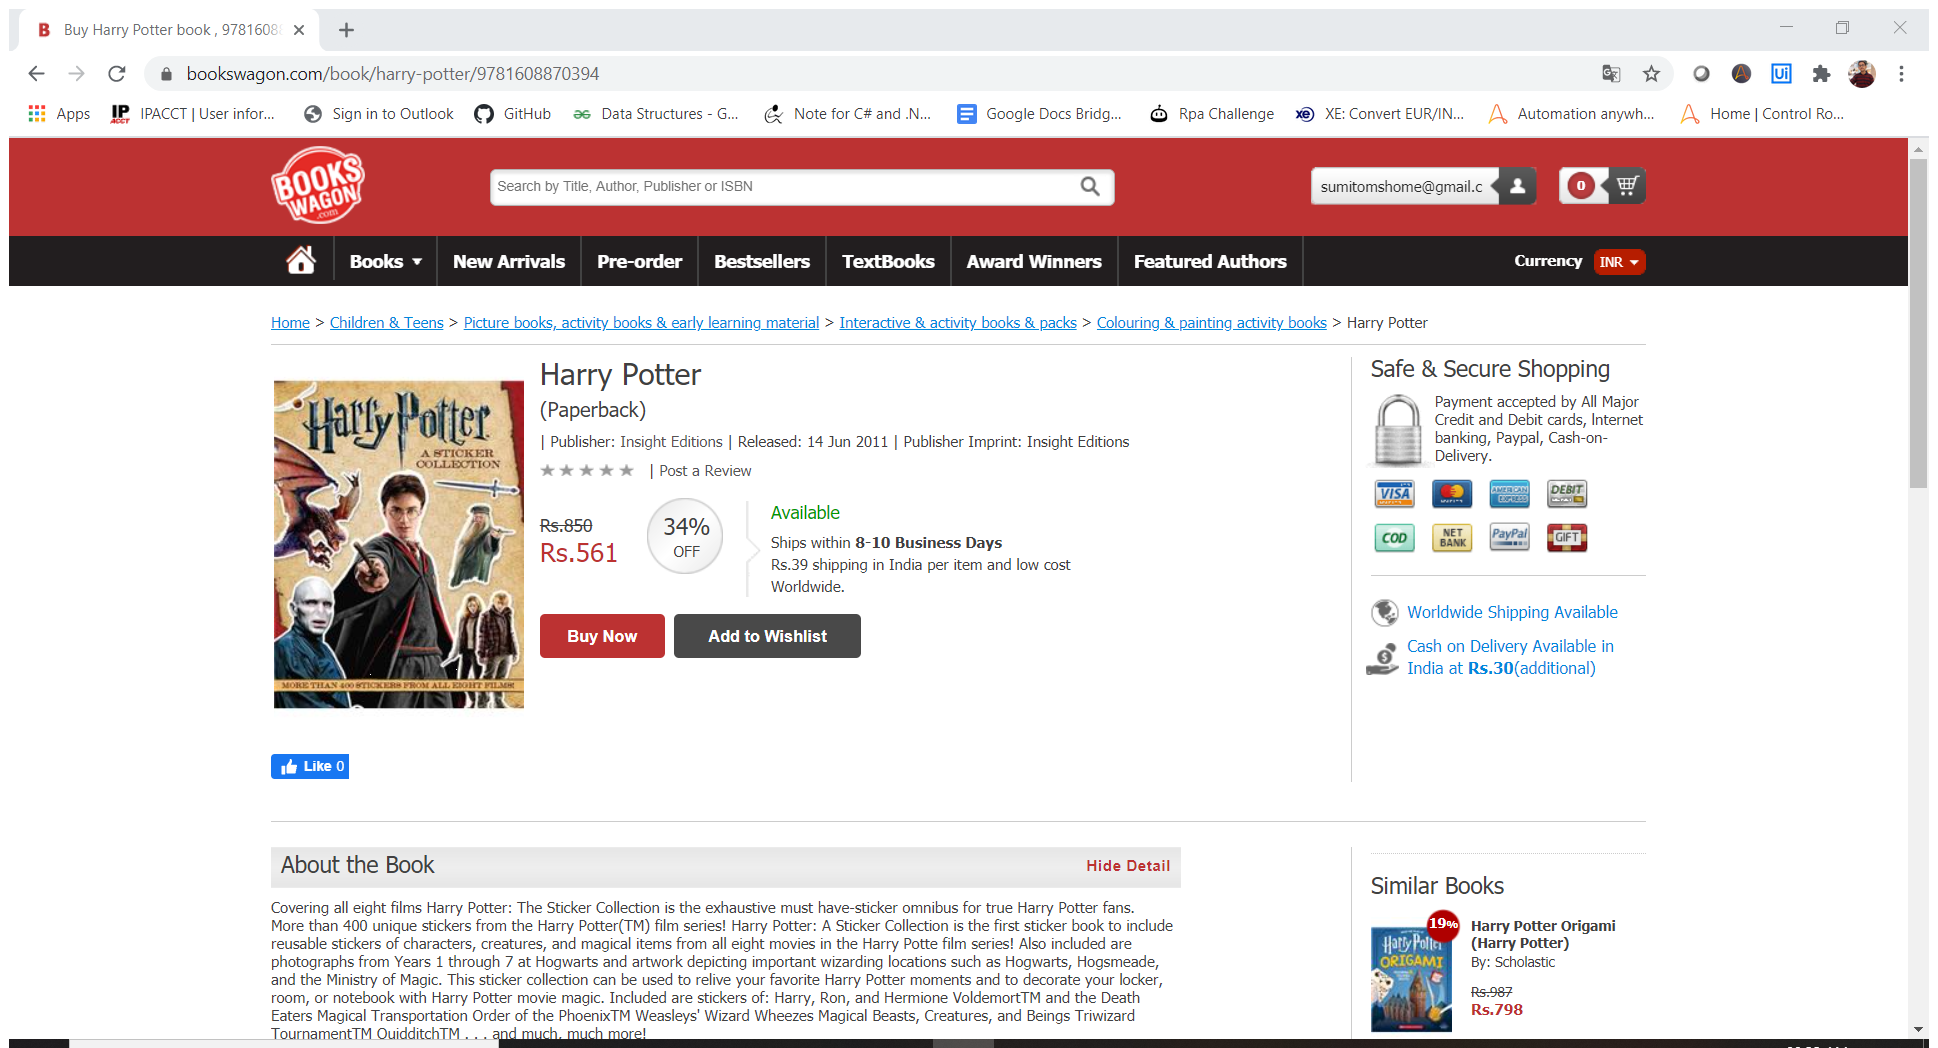 Buy Harry Potter book , 9781608
bookswagon.com/book/harry-potter/9781608870394
Apps
IP ACCT
IPACCT | User infor...
Sign in to Outlook
GitHub
Data Structures - G...
Note for C# and .N...
Google Docs Bridg...
Rpa Challenge
xe
XE: Convert EUR/IN...
Automation anywh...
Home | Control Ro...
BOOKS WAGON .com
Search by Title, Author, Publisher or ISBN
sumitomshome@gmail.c
0
Books
New Arrivals
Pre-order
Bestsellers
TextBooks
Award Winners
Featured Authors
Currency
INR
Home > Children & Teens > Picture books, activity books & early learning material > Interactive & activity books & packs > Colouring & painting activity books > Harry Potter
Harry Potter
A STICKER
COLLECTION
MORE THAN 400 STICKERS FROM ALL EIGHT FILMS!
Harry Potter
(Paperback)
| Publisher: Insight Editions | Released: 14 Jun 2011 | Publisher Imprint: Insight Editions
| Post a Review
Rs.850
Rs.561
34%
OFF
Available
Ships within 8-10 Business Days
Rs.39 shipping in India per item and low cost
Worldwide.
Buy Now
Add to Wishlist
Like 0
Safe & Secure Shopping
Payment accepted by All Major
Credit and Debit cards, Internet
banking, Paypal, Cash-on-
Delivery.
VISA
AMERICAN EXPRESS
DEBIT
COD
NET BANK
PayPal
GIFT
Worldwide Shipping Available
Cash on Delivery Available in
India at Rs.30(additional)
About the Book
Hide Detail
Covering all eight films Harry Potter: The Sticker Collection is the exhaustive must have-sticker omnibus for true Harry Potter fans.
More than 400 unique stickers from the Harry Potter(TM) film series! Harry Potter: A Sticker Collection is the first sticker book to include
reusable stickers of characters, creatures, and magical items from all eight movies in the Harry Potte film series! Also included are
photographs from Years 1 through 7 at Hogwarts and artwork depicting important wizarding locations such as Hogwarts, Hogsmeade,
and the Ministry of Magic. This sticker collection can be used to relive your favorite Harry Potter moments and to decorate your locker,
room, or notebook with Harry Potter movie magic. Included are stickers of: Harry, Ron, and Hermione VoldemortTM and the Death
Eaters Magical Transportation Order of the PhoenixTM Weasleys' Wizard Wheezes Magical Beasts, Creatures, and Beings Triwizard
TournamentTM QuidditchTM . . . and much, much more!
Similar Books
19%
Harry Potter
ORIGAMI
Harry Potter Origami
(Harry Potter)
By: Scholastic
Rs.987
Rs.798